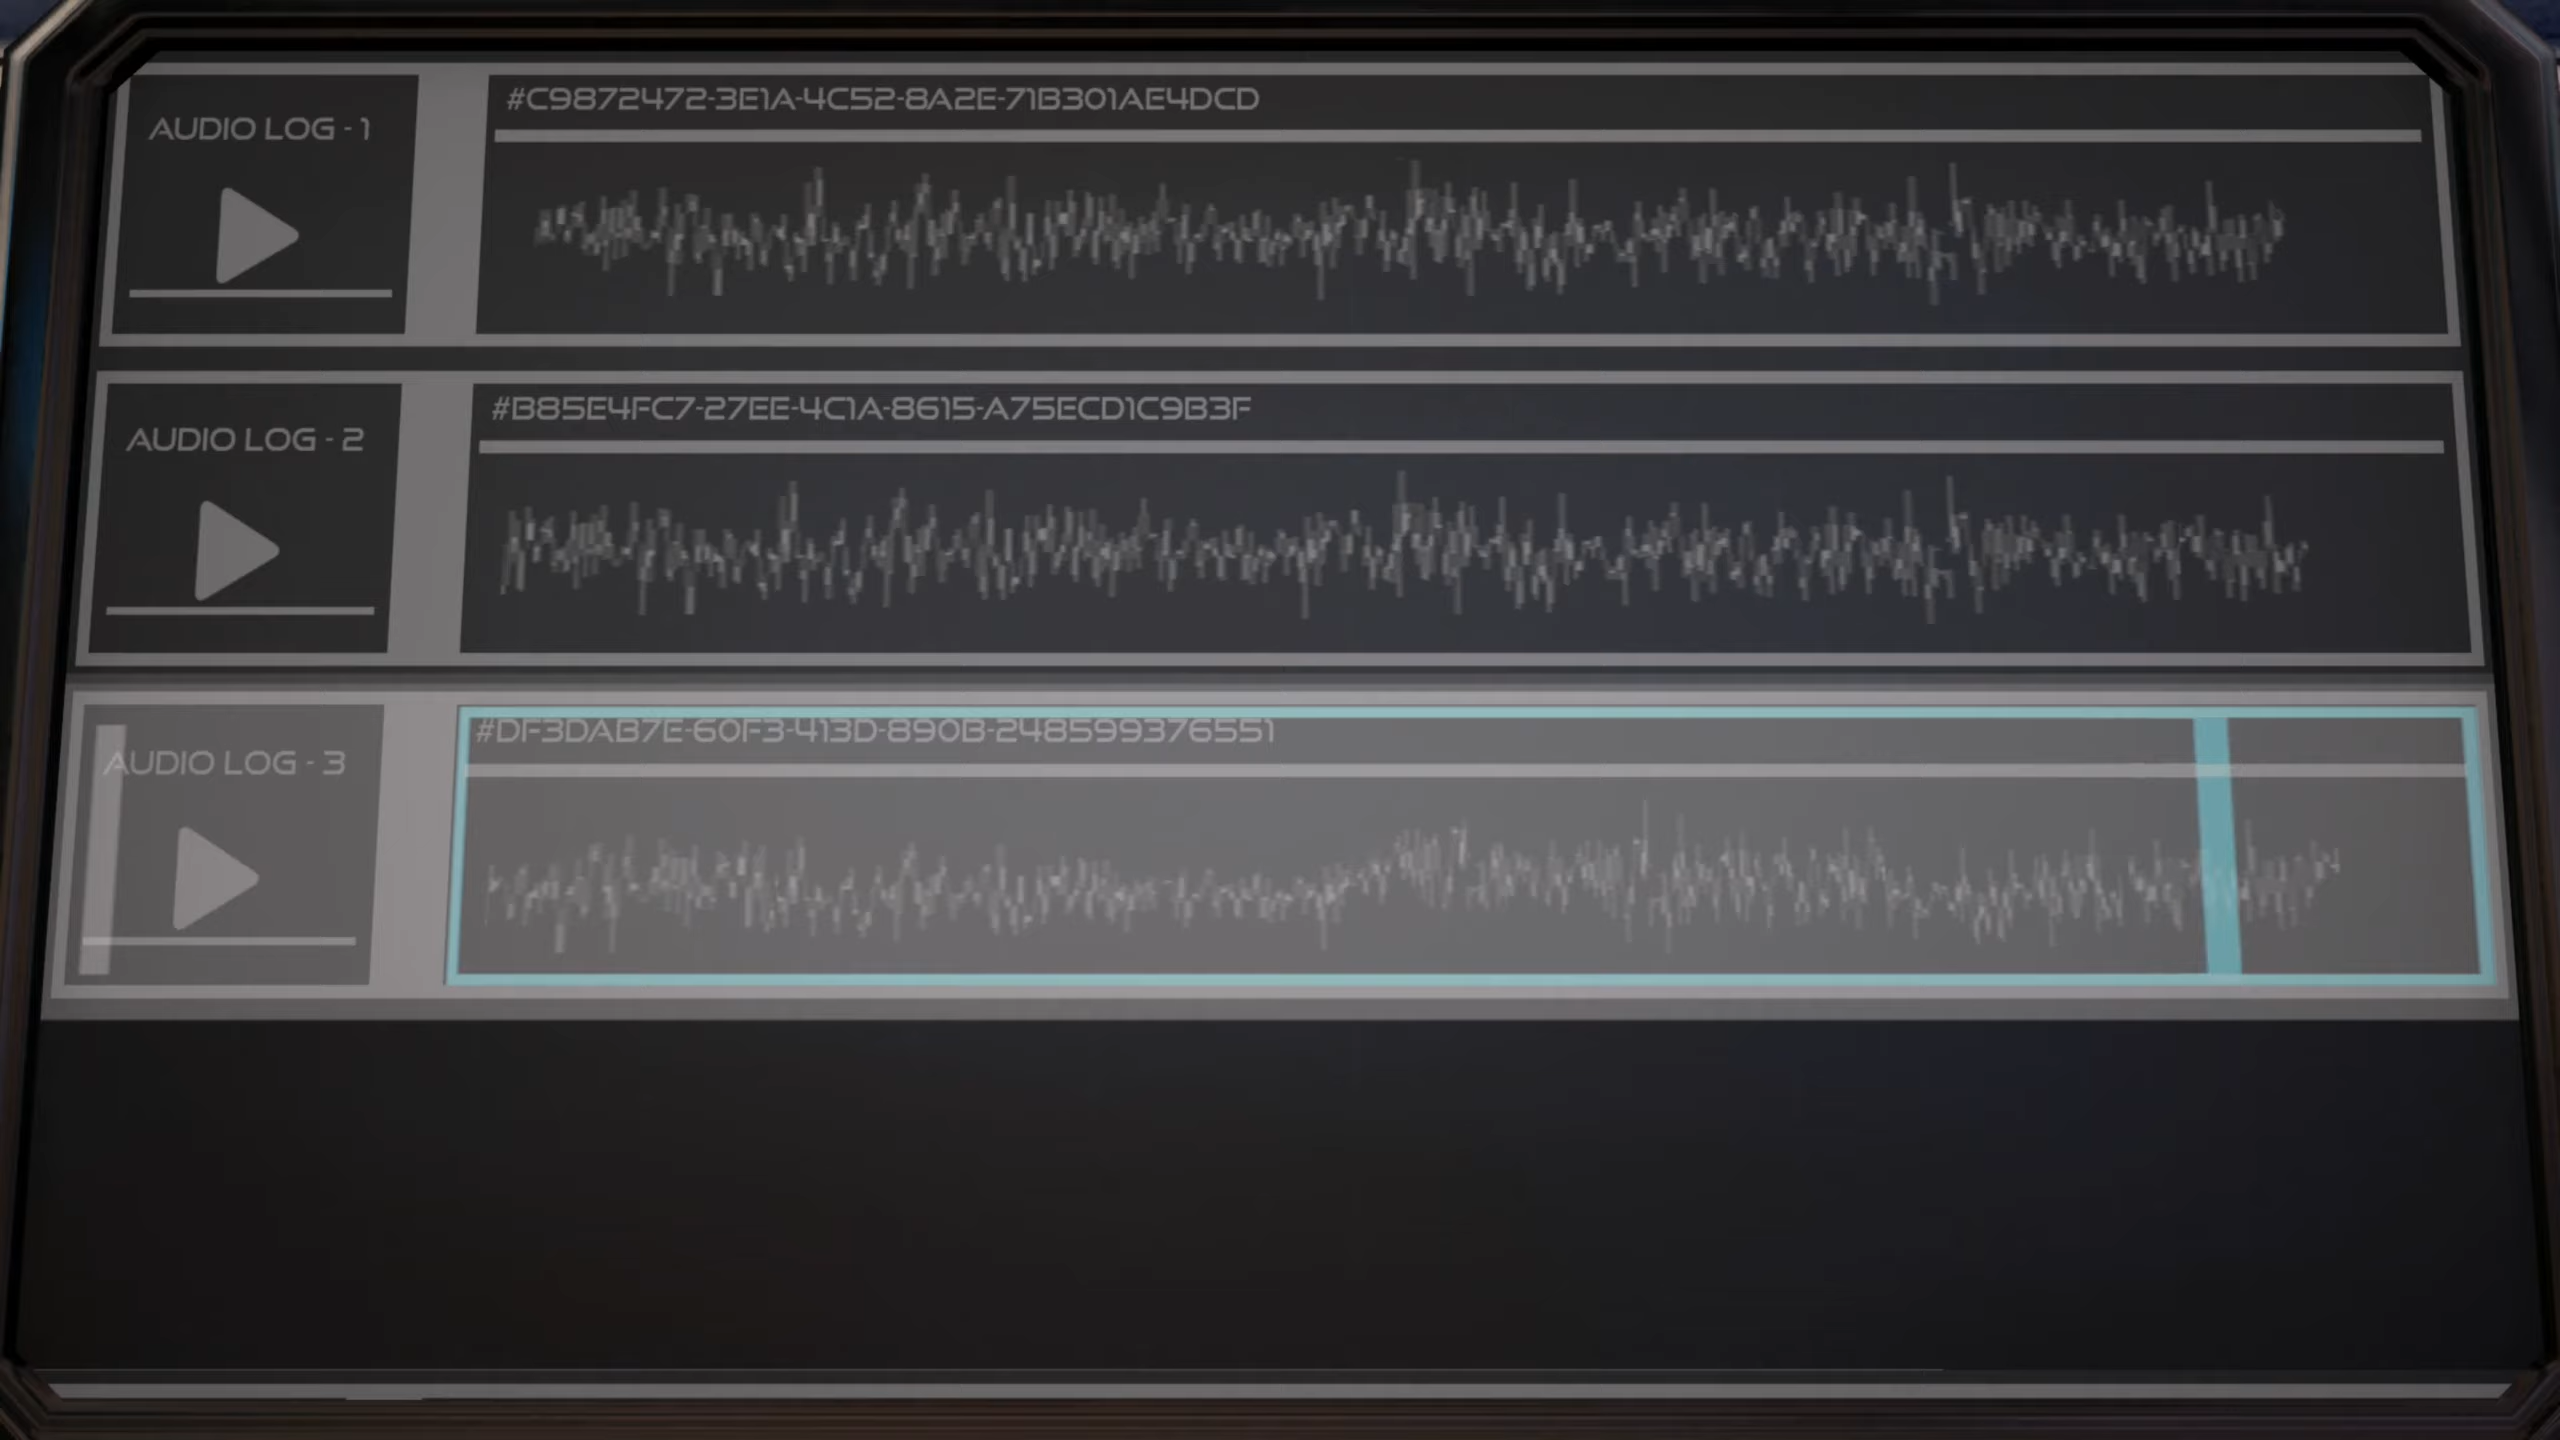 AUDIO LOG - 1
#C9872472-3E1A-4C52-8A2E-71B301AE4DCD
AUDIO LOG - 2
#B85E4FC7-27EE-4C1A-8615-A75ECD1C9B3F
AUDIO LOG - 3
#DF3DAB7E-60F3-413D-890B-248599376551